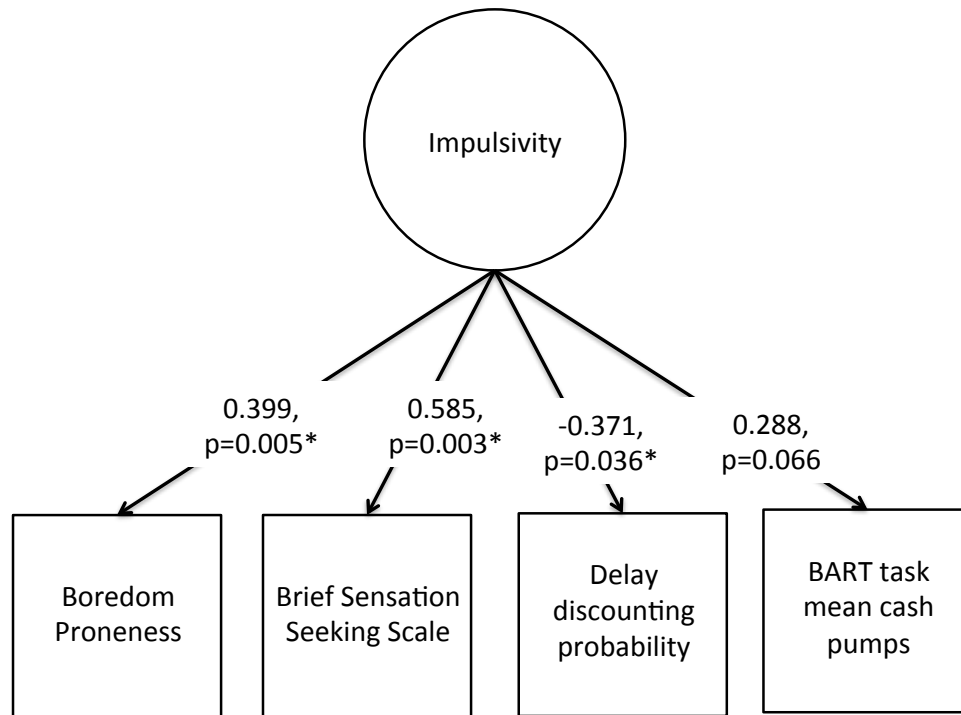 Impulsivity
0.399,
p=0.005*
0.585,
p=0.003*
-0.371,
p=0.036*
0.288,
p=0.066
Boredom
Proneness
Brief Sensation
Seeking Scale
Delay
discounting
probability
BART task
mean cash
pumps